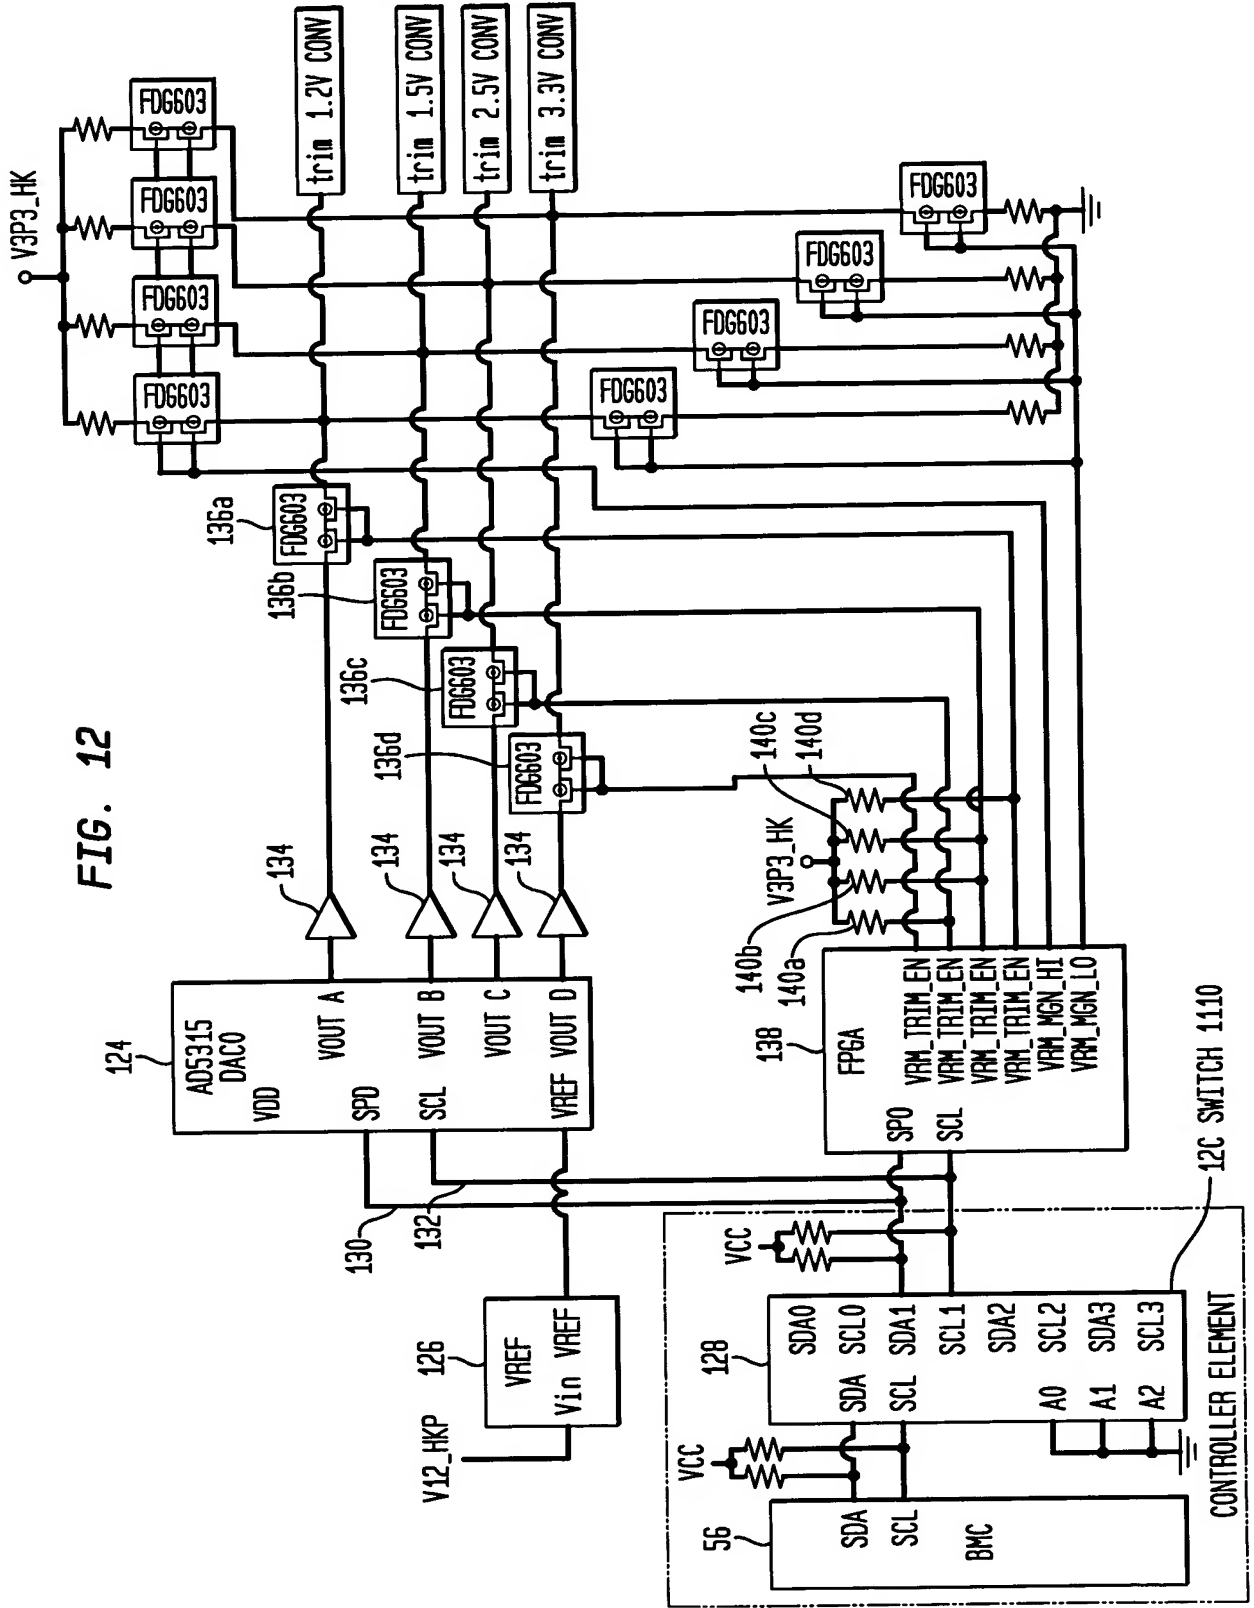 FIG. 12
V3P3_HK
FDG603
FDG603
FDG603
FDG603
trim 1.2V CONV
trim 1.5V CONV
trim 2.5V CONV
trim 3.3V CONV
136a
FDG603
136b
FDG603
136c
FDG603
136d
FDG603
FDG603
FDG603
FDG603
FDG603
134
134
134
134
124
AD5315
DACO
VDD
SPD
SCL
VREF
VOUT A
VOUT B
VOUT C
VOUT D
130
132
126
VREF
Vin VREF
V12_HKP
V3P3_HK
140a
140b
140c
140d
138
FPGA
SPO
SCL
VRM_TRIM_EN
VRM_TRIM_EN
VRM_TRIM_EN
VRM_TRIM_EN
VRM_MGN_HI
VRM_MGN_LO
VCC
128
SDA
SCL
A0
A1
A2
SDA0
SCL0
SDA1
SCL1
SDA2
SCL2
SDA3
SCL3
12C SWITCH 1110
VCC
56
SDA
SCL
BMC
CONTROLLER ELEMENT